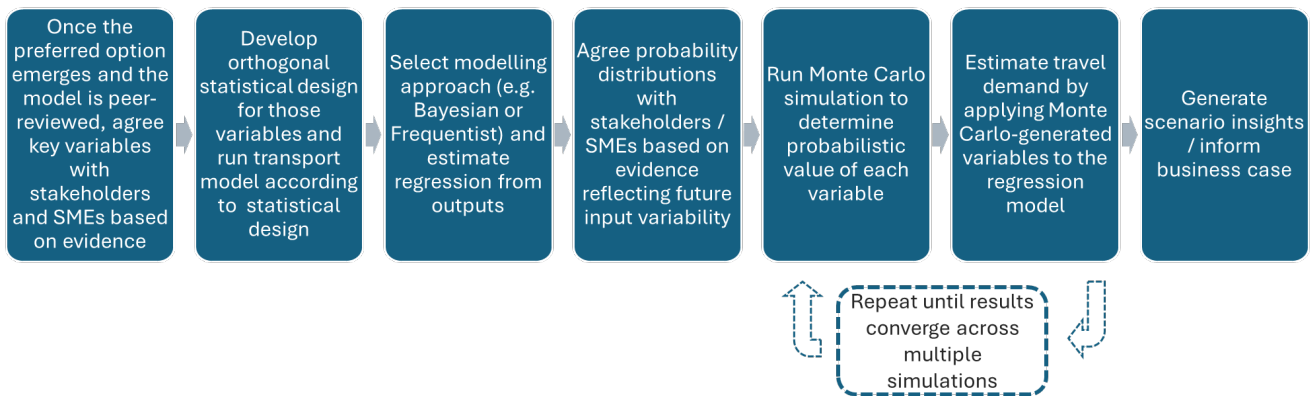 Once the
preferred option
emerges and the
model is peer-
reviewed, agree
key variables
with
stakeholders
and SMEs based
on evidence
Develop
orthogonal
statistical design
for those
variables and
run transport
model according
to statistical
design
Select modelling
approach (e.g.
Bayesian or
Frequentist) and
estimate
regression from
outputs
Agree probability
distributions
with
stakeholders /
SMEs based on
evidence
reflecting future
input variability
Run Monte Carlo
simulation to
determine
probabilistic
value of each
variable
Estimate travel
demand by
applying Monte
Carlo-generated
variables to the
regression
model
Generate
scenario insights
/ inform
business case
Repeat until results
converge across
multiple
simulations